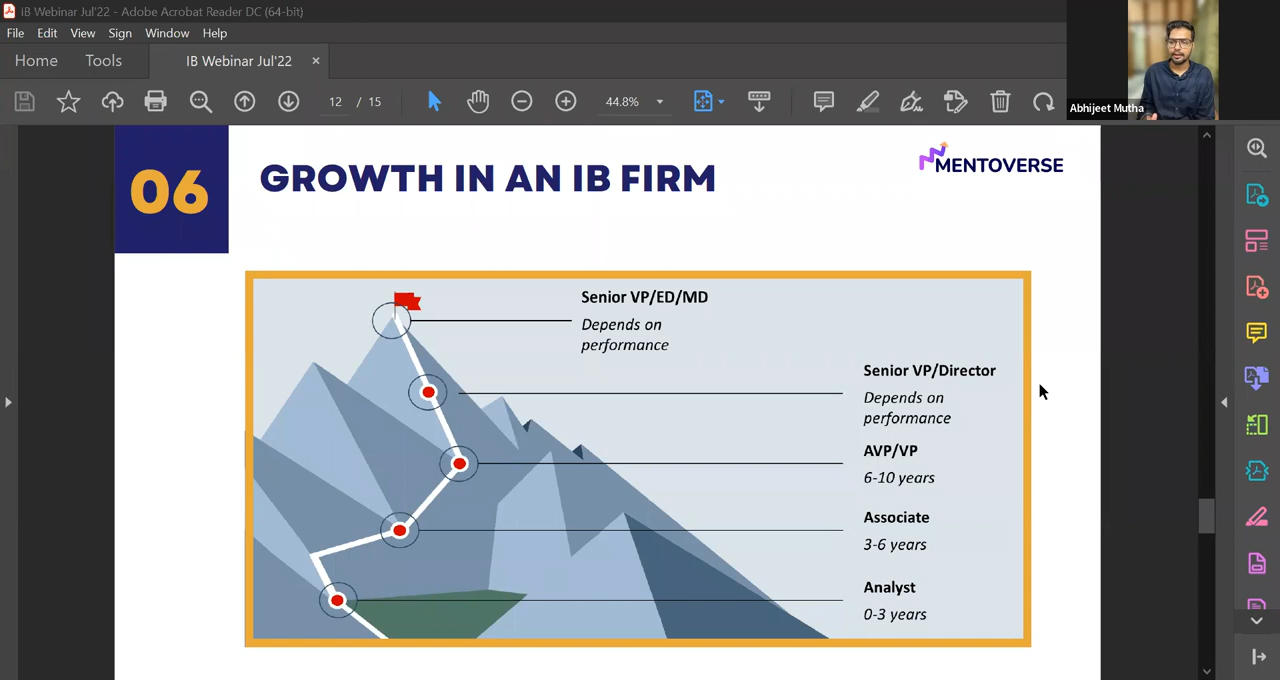 IB Webinar Jul'22 - Adobe Acrobat Reader DC (64-bit)
File Edit View Sign Window Help
Home Tools IB Webinar Jul'22 ×
12 / 15 44.8%
Abhijeet Mutha
06
GROWTH IN AN IB FIRM
MENTOVERSE
Senior VP/ED/MD
Depends on
performance
Senior VP/Director
Depends on
performance
AVP/VP
6-10 years
Associate
3-6 years
Analyst
0-3 years